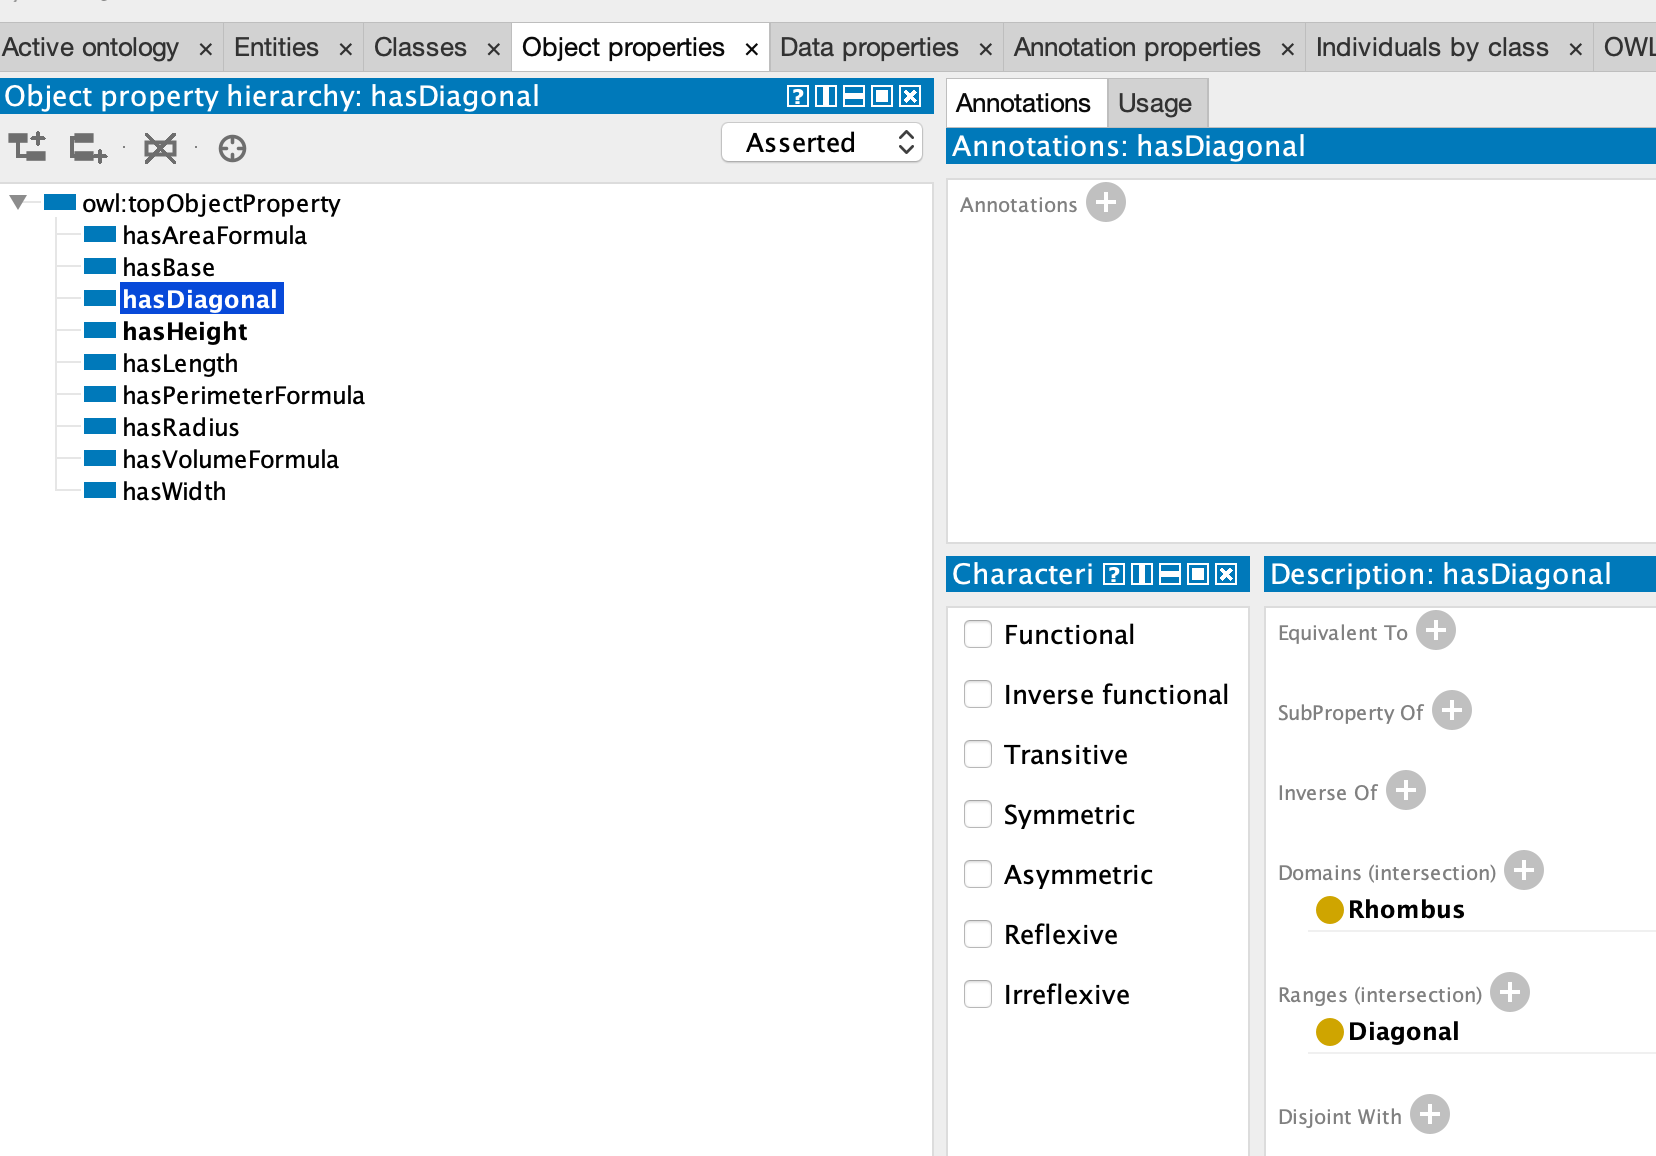 Active ontology × Entities × Classes × Object properties × Data properties × Annotation properties × Individuals by class × OWL
Object property hierarchy: hasDiagonal
Asserted
owl:topObjectProperty
hasAreaFormula
hasBase
hasDiagonal
hasHeight
hasLength
hasPerimeterFormula
hasRadius
hasVolumeFormula
hasWidth
Annotations Usage
Annotations: hasDiagonal
Annotations
Characteri
Functional
Inverse functional
Transitive
Symmetric
Asymmetric
Reflexive
Irreflexive
Description: hasDiagonal
Equivalent To
SubProperty Of
Inverse Of
Domains (intersection)
Rhombus
Ranges (intersection)
Diagonal
Disjoint With